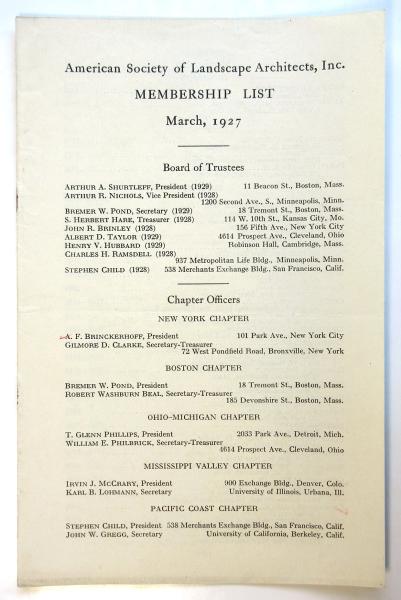 American Society of Landscape Architects, Inc.
MEMBERSHIP LIST
March, 1927
Board of Trustees
ARTHUR A. SHURTLEFF, President (1929) 11 Beacon St., Boston, Mass.
ARTHUR R. NICHOLS, Vice President (1928)
1200 Second Ave., S., Minneapolis, Minn.
BREMER W. POND, Secretary (1929) 18 Tremont St., Boston, Mass.
S. HERBERT HARE, Treasurer (1928) 114 W. 10th St., Kansas City, Mo.
JOHN R. BRINLEY (1928) 156 Fifth Ave., New York City
ALBERT D. TAYLOR (1929) 4614 Prospect Ave., Cleveland, Ohio
HENRY V. HUBBARD (1929) Robinson Hall, Cambridge, Mass.
CHARLES H. RAMSDELL (1928)
937 Metropolitan Life Bldg., Minneapolis, Minn.
STEPHEN CHILD (1928) 538 Merchants Exchange Bldg., San Francisco, Calif.
Chapter Officers
NEW YORK CHAPTER
A. F. BRINCKERHOFF, President 101 Park Ave., New York City
GILMORE D. CLARKE, Secretary-Treasurer
72 West Pondfield Road, Bronxville, New York
BOSTON CHAPTER
BREMER W. POND, President 18 Tremont St., Boston, Mass.
ROBERT WASHBURN BEAL, Secretary-Treasurer
185 Devonshire St., Boston, Mass.
OHIO-MICHIGAN CHAPTER
T. GLENN PHILLIPS, President 2033 Park Ave., Detroit, Mich.
WILLIAM E. PHILBRICK, Secretary-Treasurer
4614 Prospect Ave., Cleveland, Ohio
MISSISSIPPI VALLEY CHAPTER
IRVIN J. MCCRARY, President 900 Exchange Bldg., Denver, Colo.
KARL B. LOHMANN, Secretary University of Illinois, Urbana, Ill.
PACIFIC COAST CHAPTER
STEPHEN CHILD, President 538 Merchants Exchange Bldg., San Francisco, Calif.
JOHN W. GREGG, Secretary University of California, Berkeley, Calif.